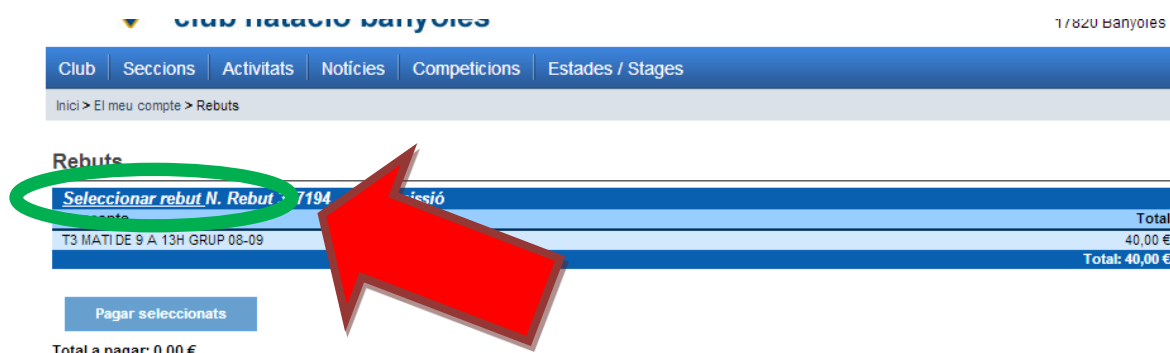 club natació banyoles
17820 Banyoles
Club Seccions Activitats Notícies Competicions Estades / Stages
Inici > El meu compte > Rebuts
Rebuts
Seleccionar rebut N. Rebut 7194
Total
T3 MATI DE 9 A 13H GRUP 08-09 40,00 €
Total: 40,00 €
Pagar seleccionats
Total a pagar: 0,00 €